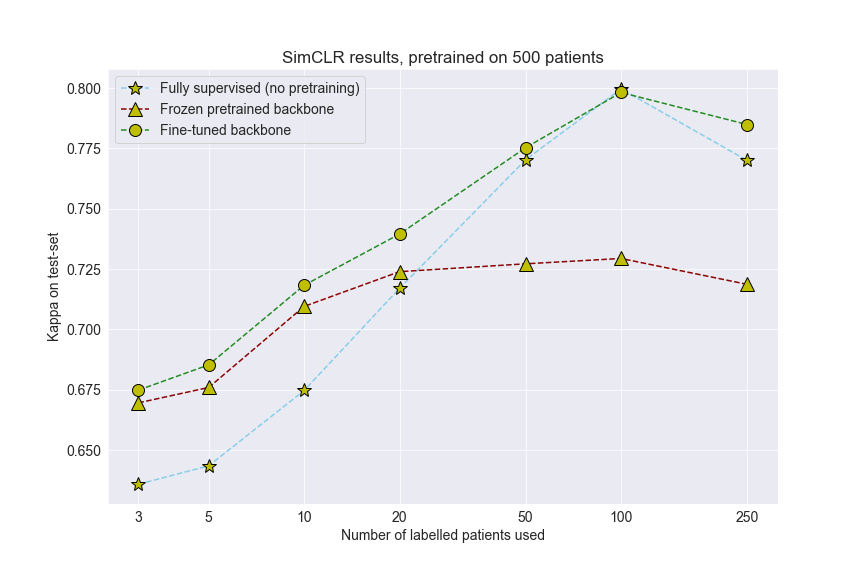 SimCLR results, pretrained on 500 patients
Fully supervised (no pretraining)
Frozen pretrained backbone
Fine-tuned backbone
Kappa on test-set
0.800
0.775
0.750
0.725
0.700
0.675
0.650
3 5 10 20 50 100 250
Number of labelled patients used